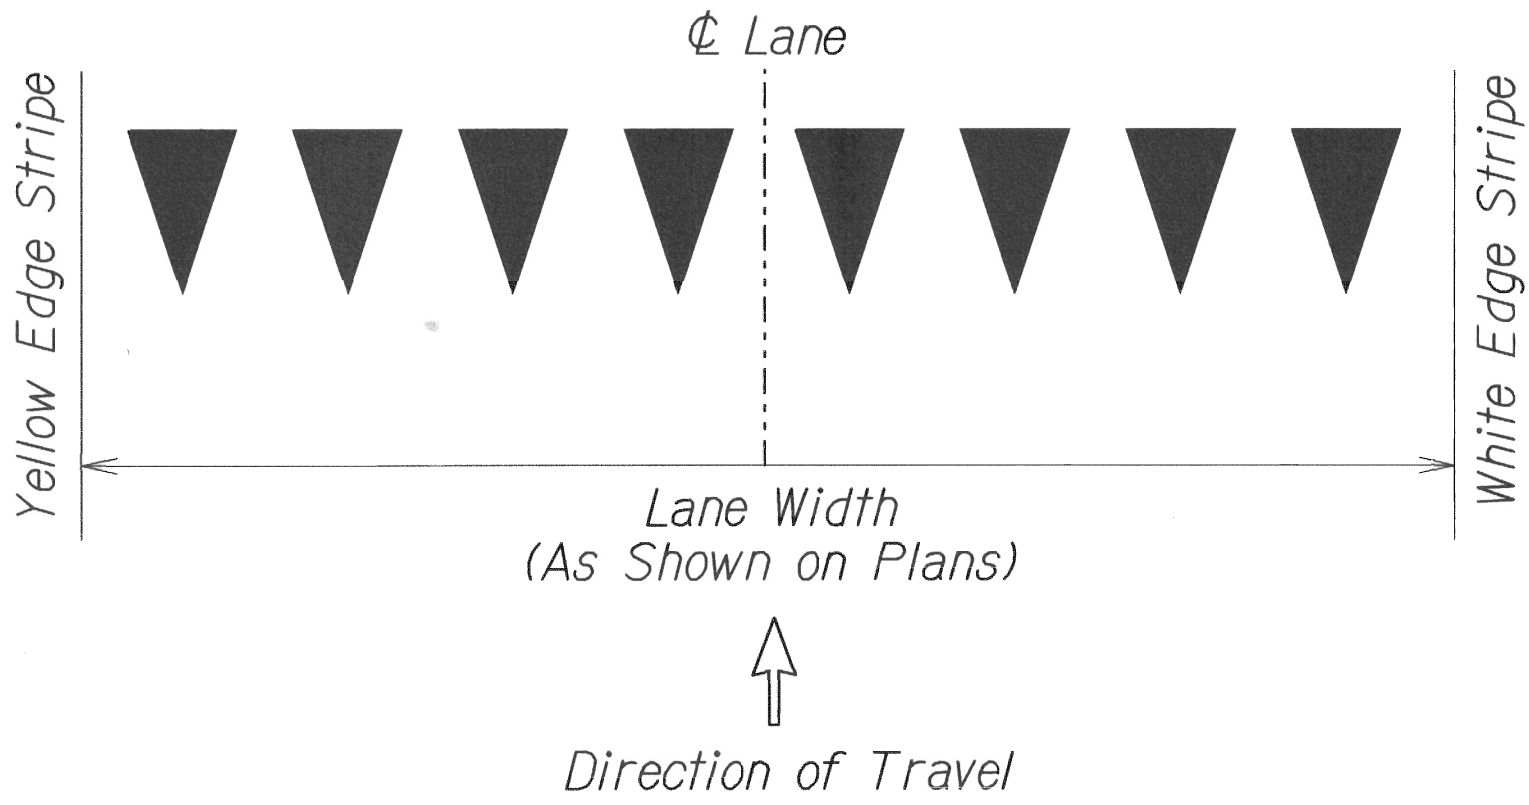 ℄ Lane
Yellow Edge Stripe
White Edge Stripe
Lane Width
(As Shown on Plans)
Direction of Travel